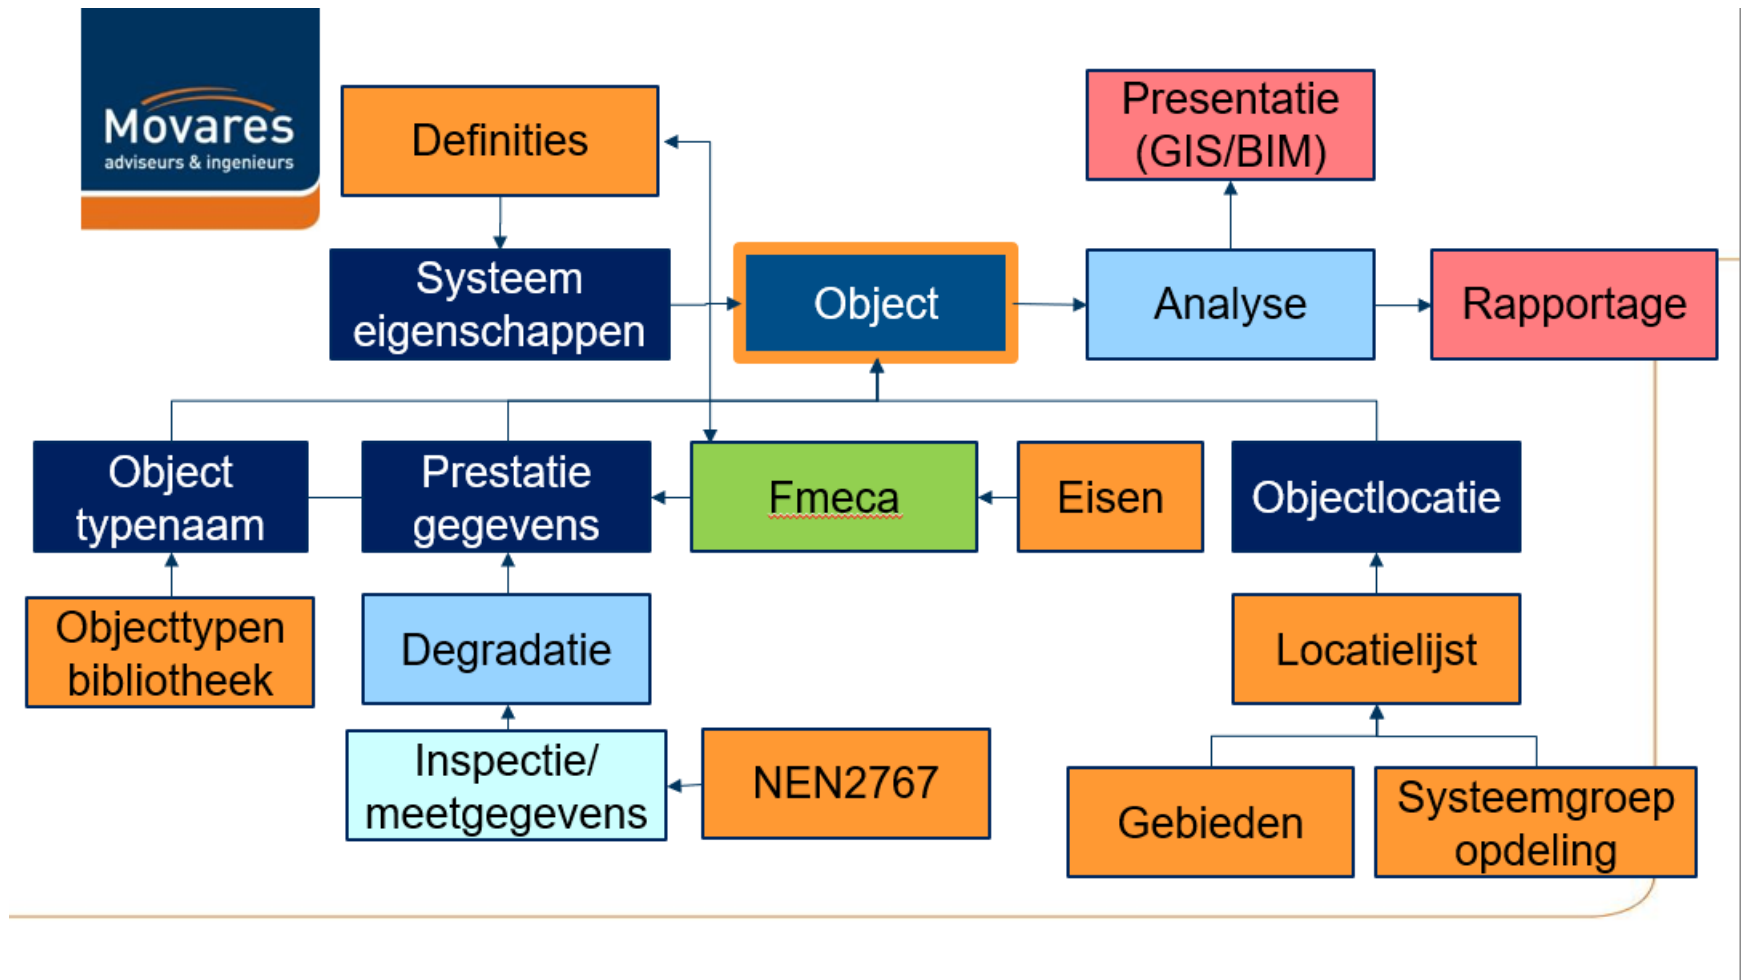 Movares
adviseurs & ingenieurs
Definities
Presentatie
(GIS/BIM)
Systeem
eigenschappen
Object
Analyse
Rapportage
Object
typenaam
Prestatie
gegevens
Fmeca
Eisen
Objectlocatie
Objecttypen
bibliotheek
Degradatie
Locatielijst
Inspectie/
meetgegevens
NEN2767
Gebieden
Systeemgroep
opdeling